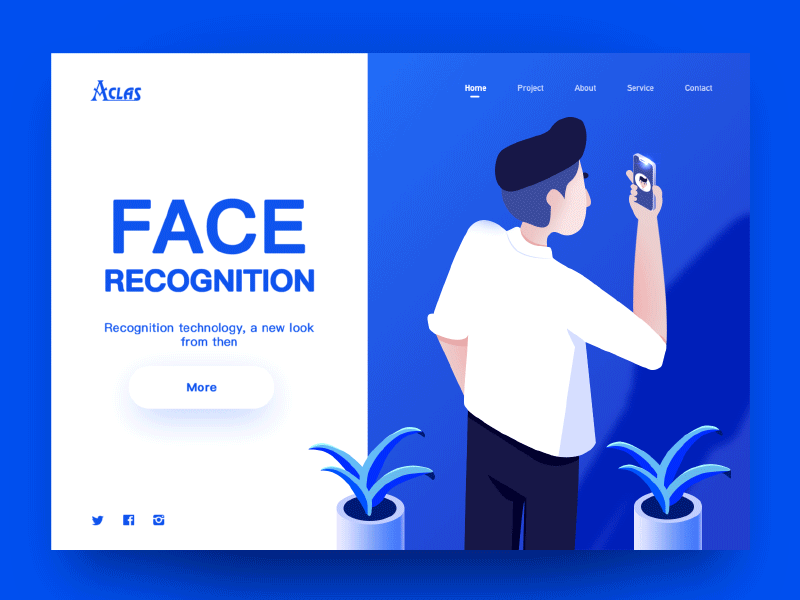 ACLAS
Home Project About Service Contact
FACE
RECOGNITION
Recognition technology, a new look
from then
More